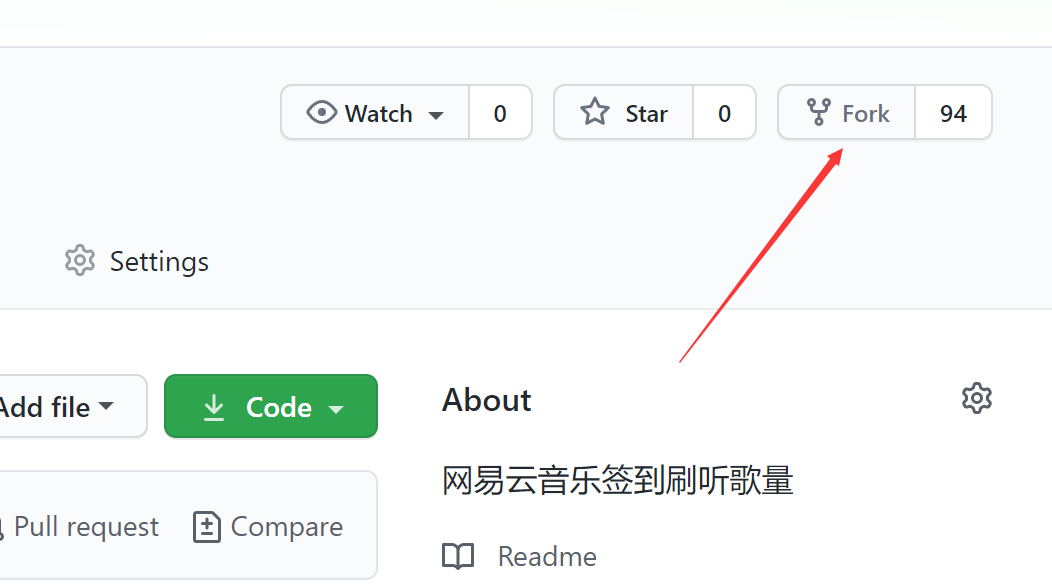 Watch 0 Star 0 Fork 94
Settings
Add file Code
About
网易云音乐签到刷听歌量
Pull request Compare
Readme